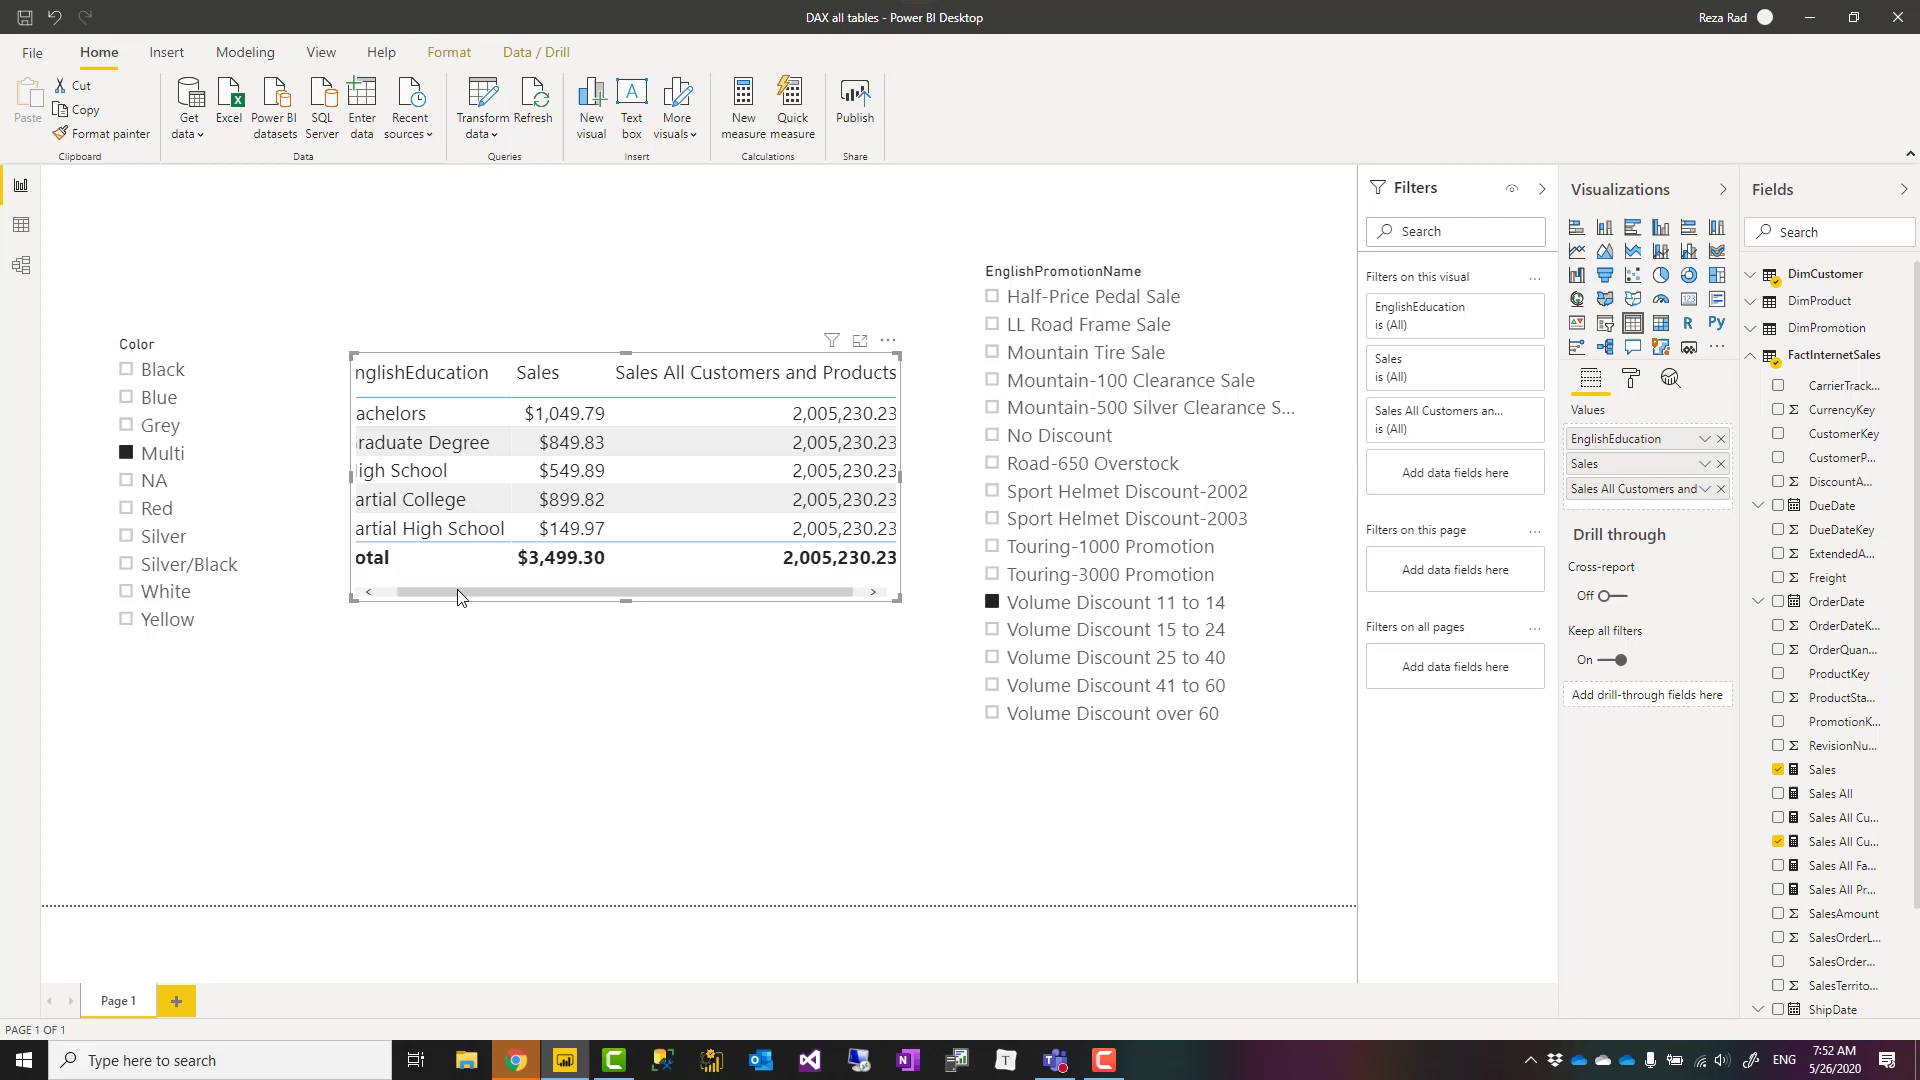 DAX all tables - Power BI Desktop
Reza Rad
File Home Insert Modeling View Help Format Data / Drill
Paste
Cut
Copy
Format painter
Clipboard
Get data
Excel
Power BI datasets
SQL Server
Enter data
Recent sources
Data
Transform data
Refresh
Queries
New visual
Text box
More visuals
Insert
New measure
Quick measure
Calculations
Publish
Share
Color
Black
Blue
Grey
Multi
NA
Red
Silver
Silver/Black
White
Yellow
nglishEducation Sales Sales All Customers and Products
achelors $1,049.79 2,005,230.23
raduate Degree $849.83 2,005,230.23
igh School $549.89 2,005,230.23
artial College $899.82 2,005,230.23
artial High School $149.97 2,005,230.23
otal $3,499.30 2,005,230.23
EnglishPromotionName
Half-Price Pedal Sale
LL Road Frame Sale
Mountain Tire Sale
Mountain-100 Clearance Sale
Mountain-500 Silver Clearance S...
No Discount
Road-650 Overstock
Sport Helmet Discount-2002
Sport Helmet Discount-2003
Touring-1000 Promotion
Touring-3000 Promotion
Volume Discount 11 to 14
Volume Discount 15 to 24
Volume Discount 25 to 40
Volume Discount 41 to 60
Volume Discount over 60
Filters
Search
Filters on this visual ...
EnglishEducation
is (All)
Sales
is (All)
Sales All Customers an...
is (All)
Add data fields here
Filters on this page ...
Add data fields here
Filters on all pages ...
Add data fields here
Visualizations
R Py
Values
EnglishEducation
Sales
Sales All Customers and
Drill through
Cross-report
Off
Keep all filters
On
Add drill-through fields here
Fields
Search
DimCustomer
DimProduct
DimPromotion
FactInternetSales
CarrierTrack...
CurrencyKey
CustomerKey
CustomerP...
DiscountA...
DueDate
DueDateKey
ExtendedA...
Freight
OrderDate
OrderDateK...
OrderQuan...
ProductKey
ProductSta...
PromotionK...
RevisionNu...
Sales
Sales All
Sales All Cu...
Sales All Cu...
Sales All Fa...
Sales All Pr...
SalesAmount
SalesOrderL...
SalesOrder...
SalesTerrito...
ShipDate
Page 1
PAGE 1 OF 1
Type here to search
ENG
7:52 AM
5/26/2020